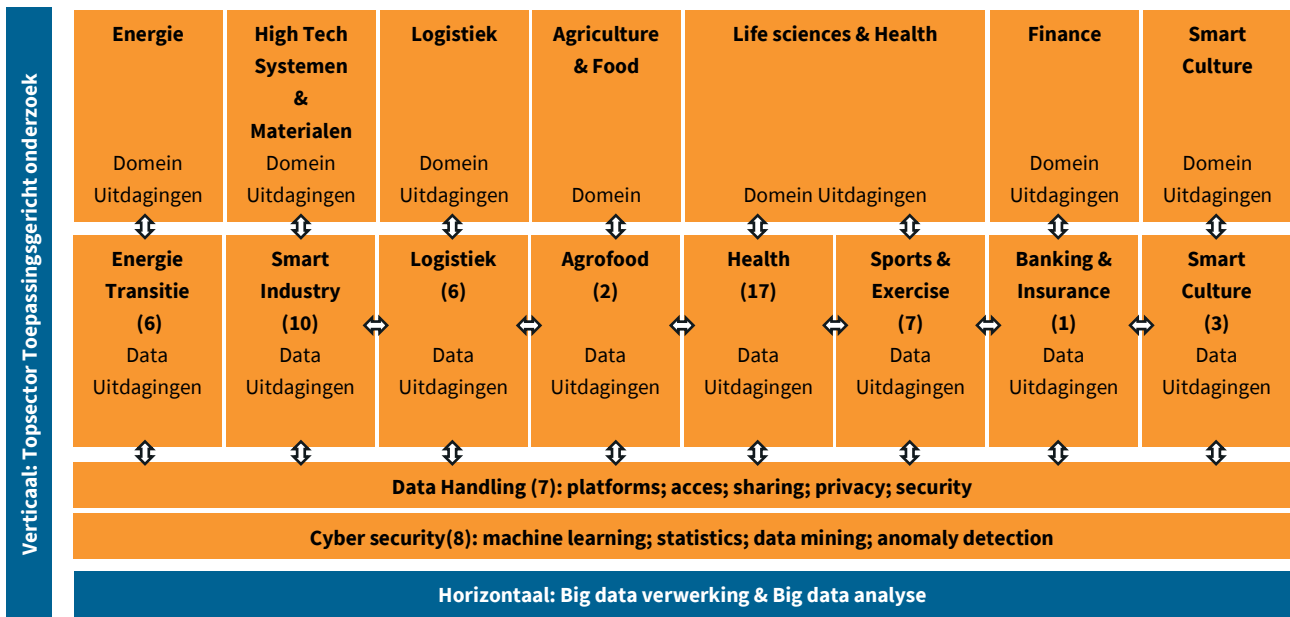 Verticaal: Topsector Toepassingsgericht onderzoek
Energie
Domein
Uitdagingen
High Tech
Systemen
&
Materialen
Domein
Uitdagingen
Logistiek
Domein
Uitdagingen
Agriculture
& Food
Domein
Life sciences & Health
Domein Uitdagingen
Finance
Domein
Uitdagingen
Smart
Culture
Domein
Uitdagingen
Energie
Transitie
(6)
Data
Uitdagingen
Smart
Industry
(10)
Data
Uitdagingen
Logistiek
(6)
Data
Uitdagingen
Agrofood
(2)
Data
Uitdagingen
Health
(17)
Data
Uitdagingen
Sports &
Exercise
(7)
Data
Uitdagingen
Banking &
Insurance
(1)
Data
Uitdagingen
Smart
Culture
(3)
Data
Uitdagingen
Data Handling (7): platforms; acces; sharing; privacy; security
Cyber security(8): machine learning; statistics; data mining; anomaly detection
Horizontaal: Big data verwerking & Big data analyse